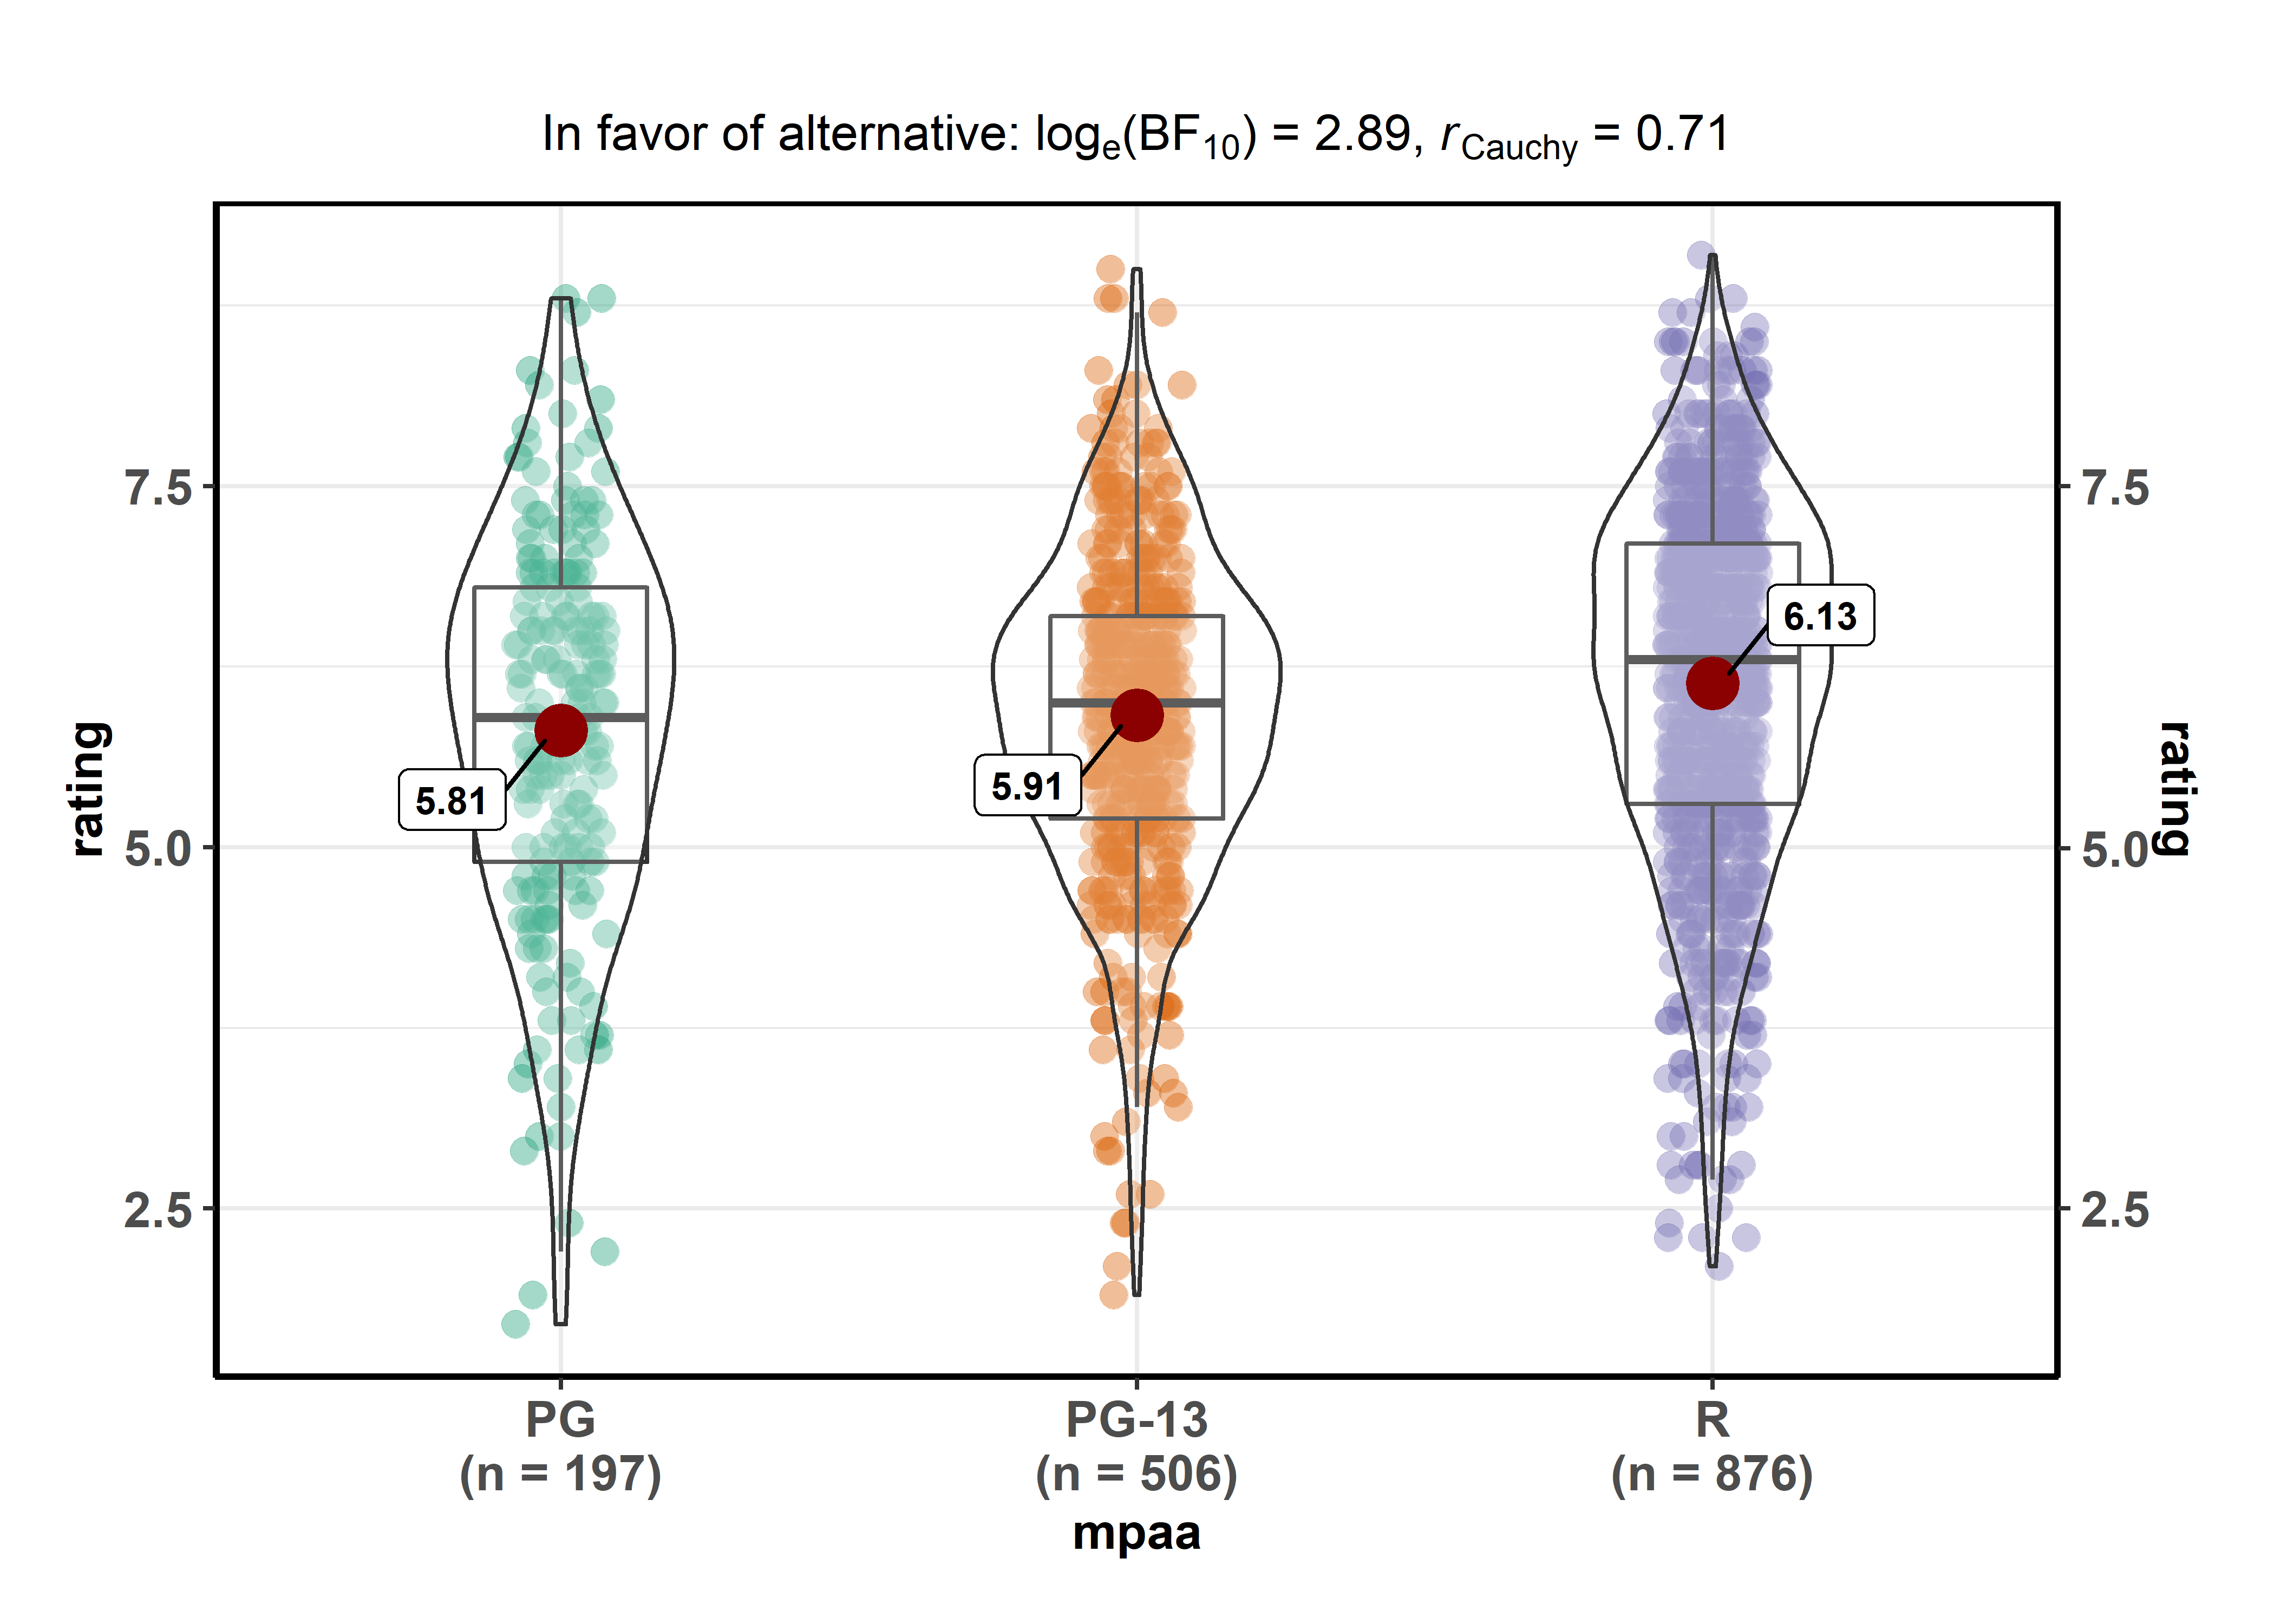 In favor of alternative: logₑ(BF₁₀) = 2.89, r_Cauchy = 0.71
rating
7.5
5.0
2.5
5.81
5.91
6.13
7.5
5.0
2.5
rating
PG
(n = 197)
PG-13
(n = 506)
R
(n = 876)
mpaa